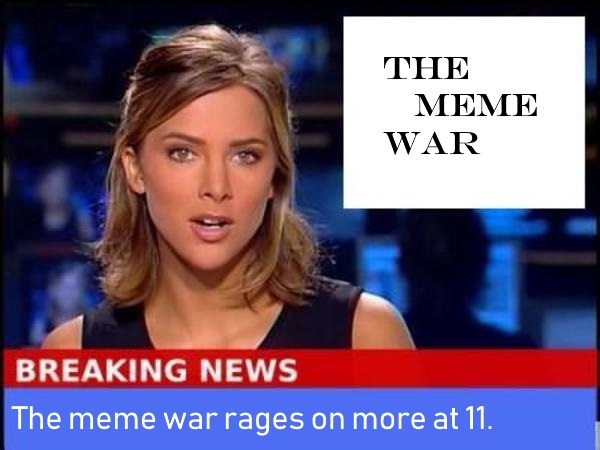 THE
MEME
WAR
BREAKING NEWS
The meme war rages on more at 11.